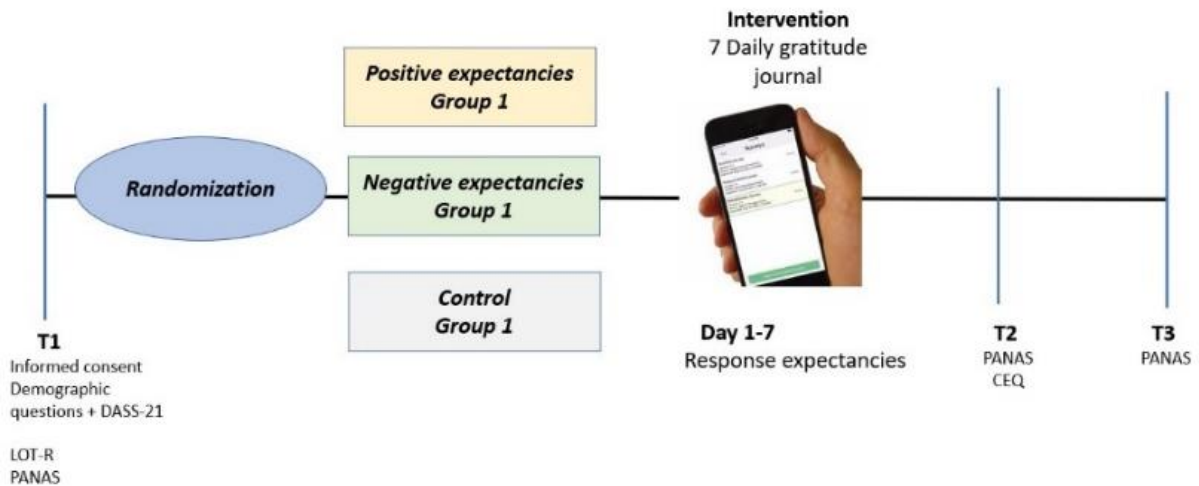 Intervention
7 Daily gratitude
journal
Positive expectancies
Group 1
Randomization
Negative expectancies
Group 1
Control
Group 1
T1
Informed consent
Demographic
questions + DASS-21
LOT-R
PANAS
Day 1-7
Response expectancies
T2
PANAS
CEQ
T3
PANAS